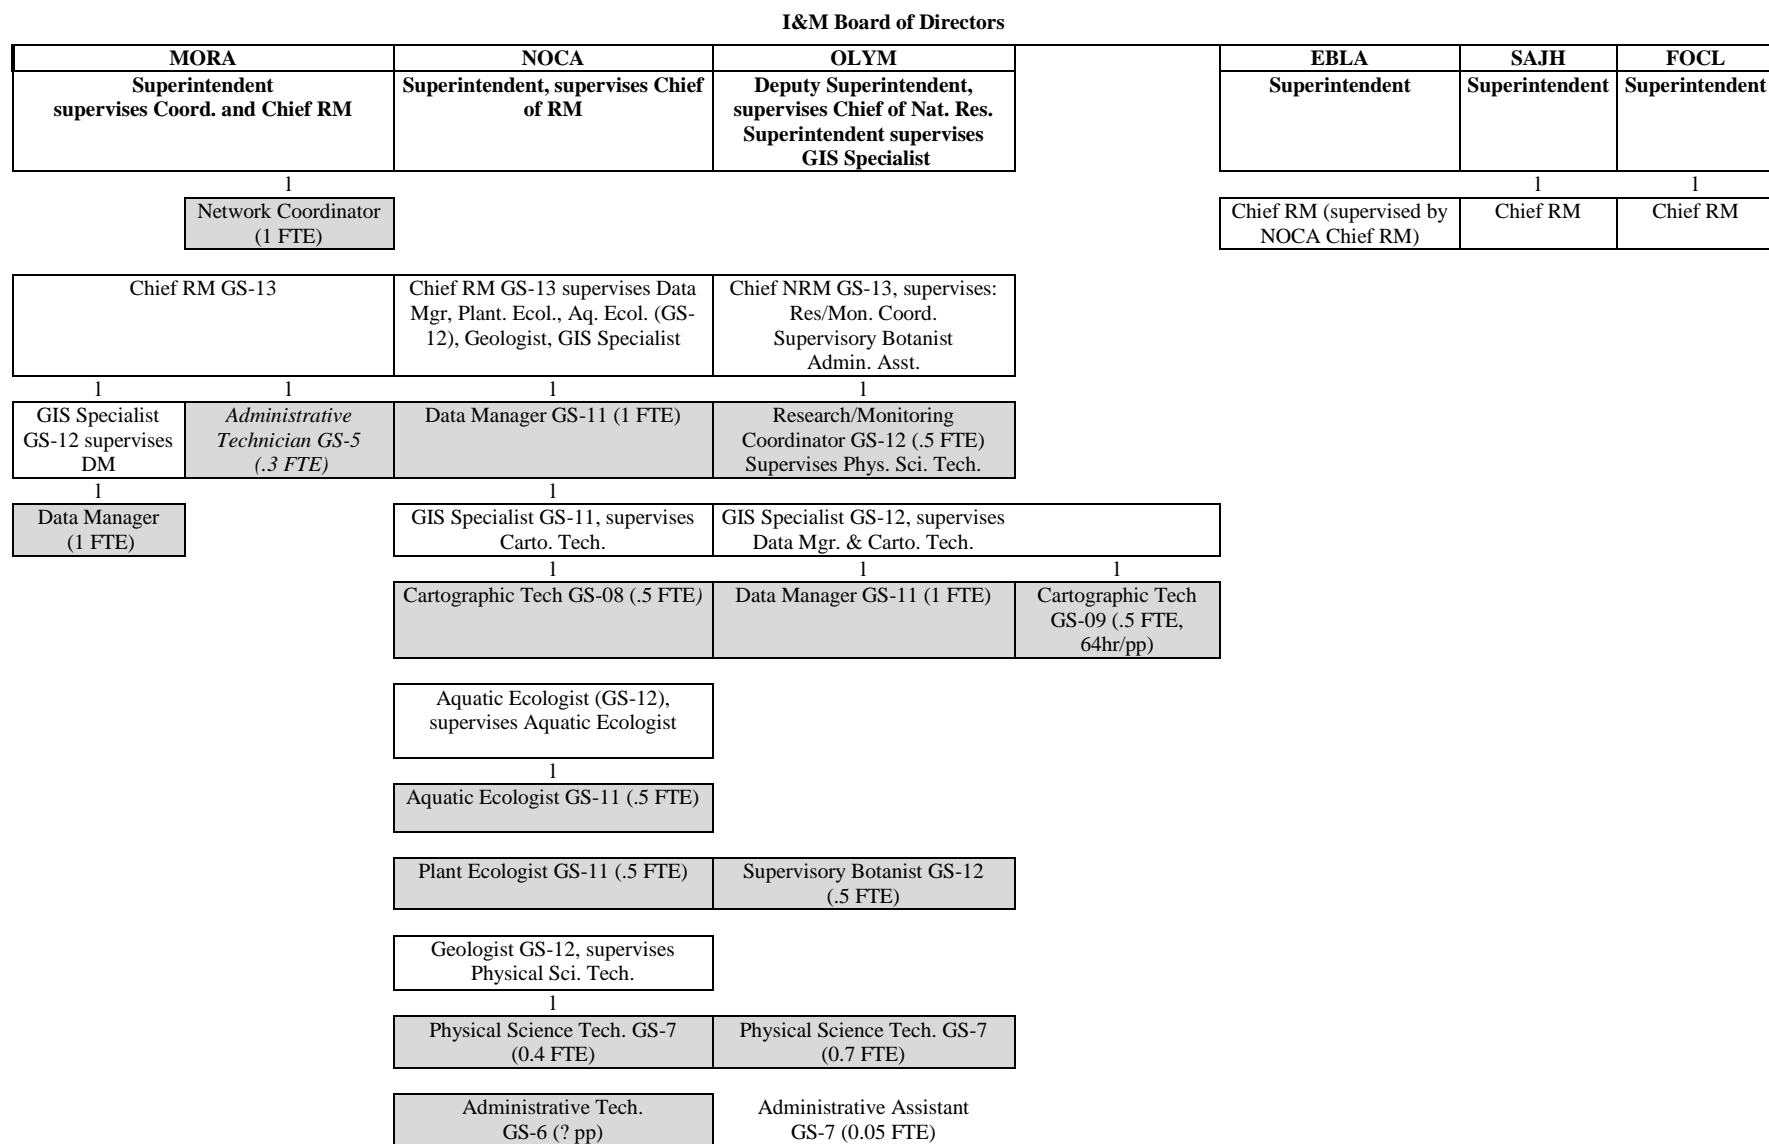 I&M Board of Directors
MORA NOCA OLYM EBLA SAJH FOCL
Superintendent
supervises Coord. and Chief RM
Superintendent, supervises Chief
of RM
Deputy Superintendent,
supervises Chief of Nat. Res.
Superintendent supervises
GIS Specialist
Superintendent
Superintendent
Superintendent
l l l
Network Coordinator
(1 FTE)
Chief RM (supervised by
NOCA Chief RM)
Chief RM
Chief RM
Chief RM GS-13
Chief RM GS-13 supervises Data
Mgr, Plant. Ecol., Aq. Ecol. (GS-
12), Geologist, GIS Specialist
Chief NRM GS-13, supervises:
Res/Mon. Coord.
Supervisory Botanist
Admin. Asst.
l l l l
GIS Specialist
GS-12 supervises
DM
Administrative
Technician GS-5
(.3 FTE)
Data Manager GS-11 (1 FTE)
Research/Monitoring
Coordinator GS-12 (.5 FTE)
Supervises Phys. Sci. Tech.
l l
Data Manager
(1 FTE)
GIS Specialist GS-11, supervises
Carto. Tech.
GIS Specialist GS-12, supervises
Data Mgr. & Carto. Tech.
l l l
Cartographic Tech GS-08 (.5 FTE)
Data Manager GS-11 (1 FTE)
Cartographic Tech
GS-09 (.5 FTE,
64hr/pp)
Aquatic Ecologist (GS-12),
supervises Aquatic Ecologist
l
Aquatic Ecologist GS-11 (.5 FTE)
Plant Ecologist GS-11 (.5 FTE)
Supervisory Botanist GS-12
(.5 FTE)
Geologist GS-12, supervises
Physical Sci. Tech.
l
Physical Science Tech. GS-7
(0.4 FTE)
Physical Science Tech. GS-7
(0.7 FTE)
Administrative Tech.
GS-6 (? pp)
Administrative Assistant
GS-7 (0.05 FTE)